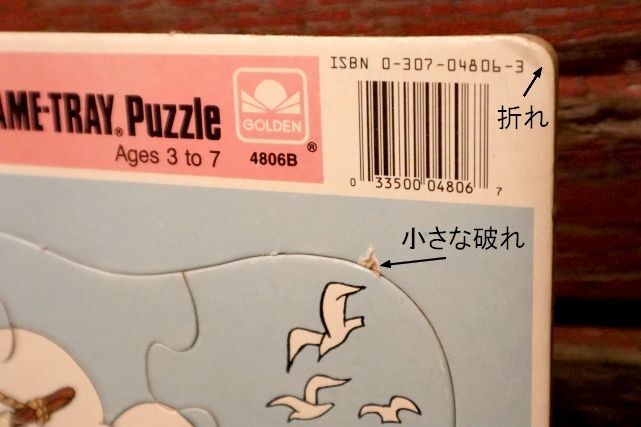 ISBN 0-307-04806-3
AME-TRAY® Puzzle
GOLDEN
折れ
Ages 3 to 7
4806B ®
0 33500 04806 7
小さな破れ